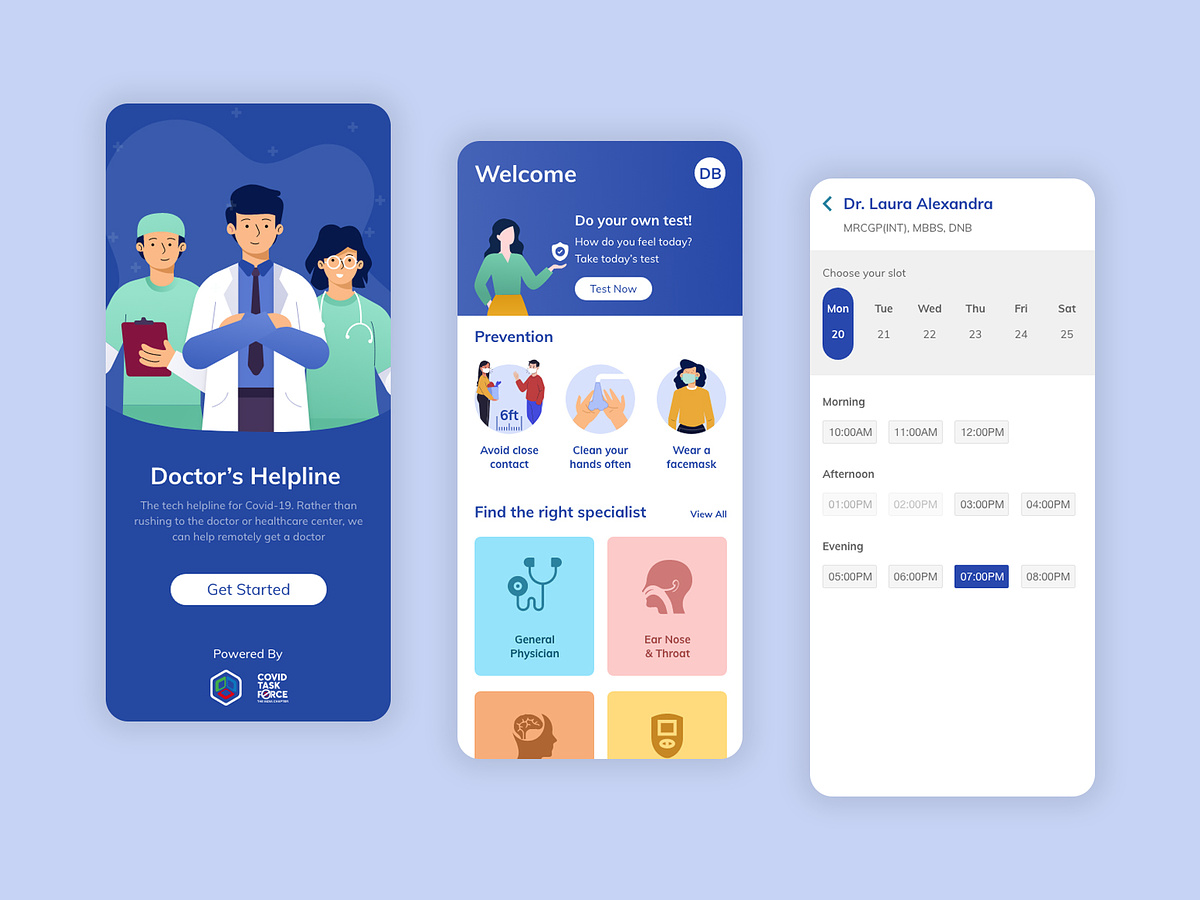 Doctor’s Helpline
The tech helpline for Covid-19. Rather than
rushing to the doctor or healthcare center, we
can help remotely get a doctor
Get Started
Powered By
COVID
TASK
FORCE
Welcome
DB
Do your own test!
How do you feel today?
Take today’s test
Test Now
Prevention
6ft
Avoid close
contact
Clean your
hands often
Wear a
facemask
Find the right specialist
View All
General
Physician
Ear Nose
& Throat
Dr. Laura Alexandra
MRCGP(INT), MBBS, DNB
Choose your slot
Mon Tue Wed Thu Fri Sat
20 21 22 23 24 25
Morning
10:00AM 11:00AM 12:00PM
Afternoon
01:00PM 02:00PM 03:00PM 04:00PM
Evening
05:00PM 06:00PM 07:00PM 08:00PM